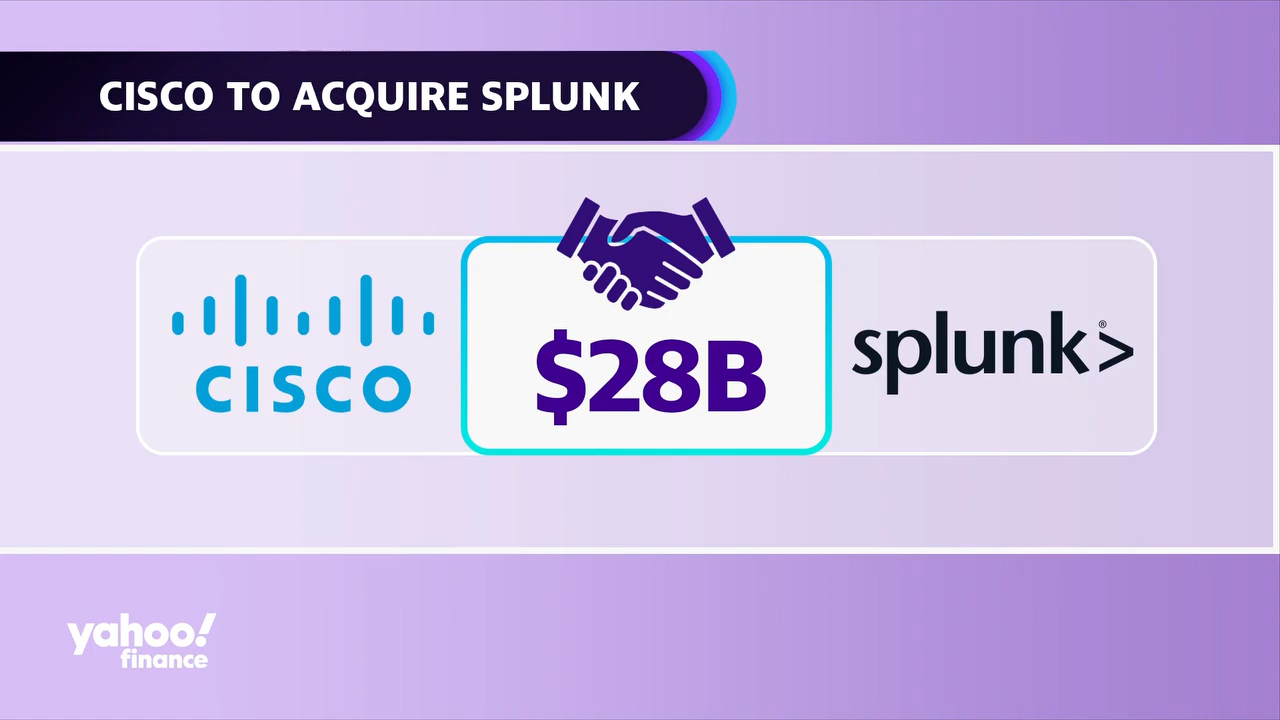 CISCO TO ACQUIRE SPLUNK
CISCO
$28B
splunk>®
yahoo!
finance